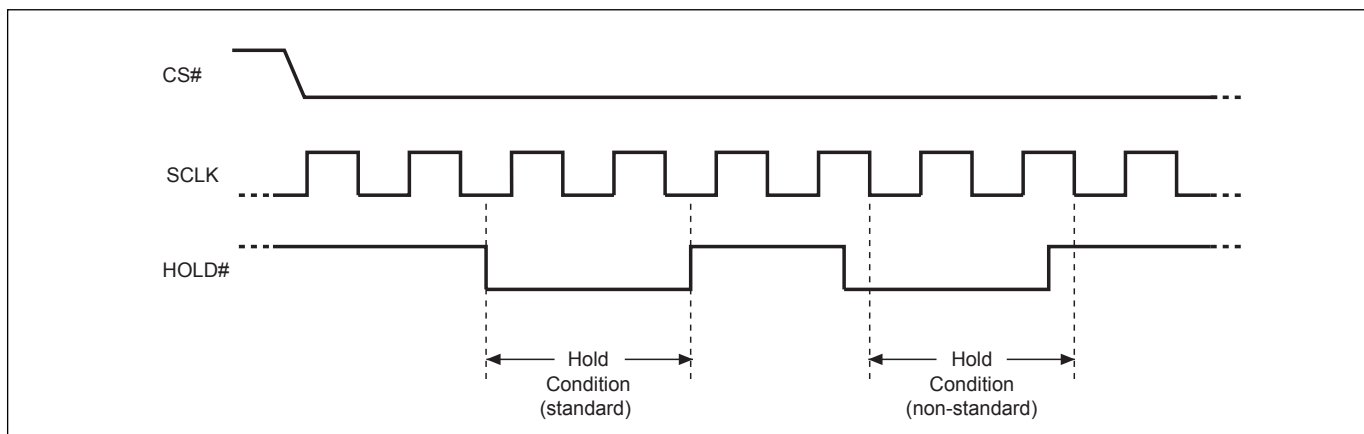 CS#
SCLK
HOLD#
Hold
Condition
(standard)
Hold
Condition
(non-standard)